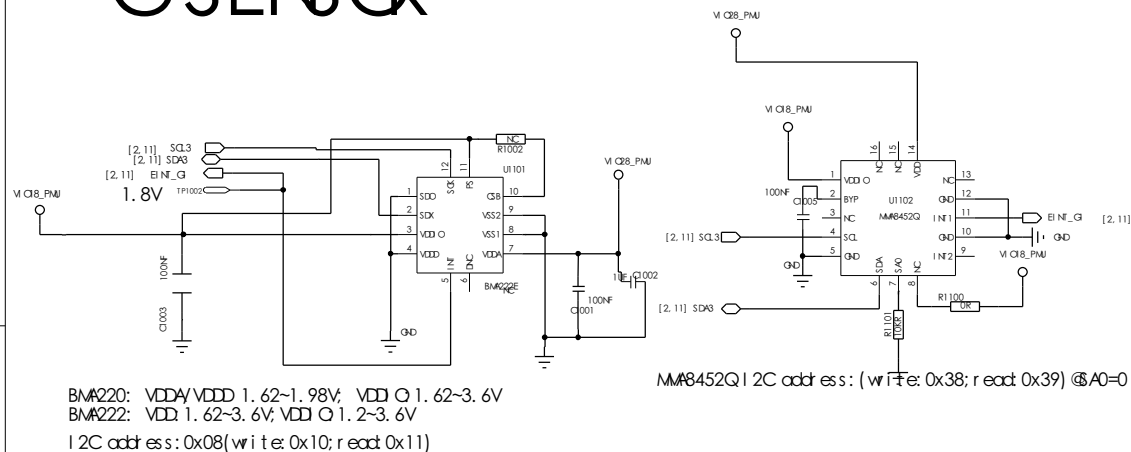 VIO28_PMU
VIO18_PMU
[2,11] SCL3
[2,11] SDA3
[2,11] EINT_G
1.8V
TP1002
VIO18_PMU
NC
R1002
U1101
VIO28_PMU
12
11
SCK
PS
1 SDO
2 SDX
3 VDDIO
4 VDDD
CSB 10
VSS2 9
VSS1 8
VDDA 7
INT
DNC
5
6
BMA222E
NC
100NF
C1003
GND
1UF
C1002
100NF
C1001
16
15
14
NC
NC
VDD
1 VDDIO
2 BYP
3 NC
4 SCL
5 GND
U1102
MMA8452Q
NC 13
GND 12
INT1 11
GND 10
INT2 9
SDA
SA0
NC
6
7
8
100NF
C1005
[2,11] SCL3
GND
EINT_G [2,11]
GND
VIO18_PMU
[2,11] SDA3
R1100
0R
R1101
10KR
BMA220: VDDA/VDDD 1.62~1.98V; VDDIO:1.62~3.6V
BMA222: VDD:1.62~3.6V;VDDIO:1.2~3.6V
I2C address:0x08(write:0x10;read:0x11)
MMA8452Q I2C address:(write:0x38;read:0x39)@SA0=0